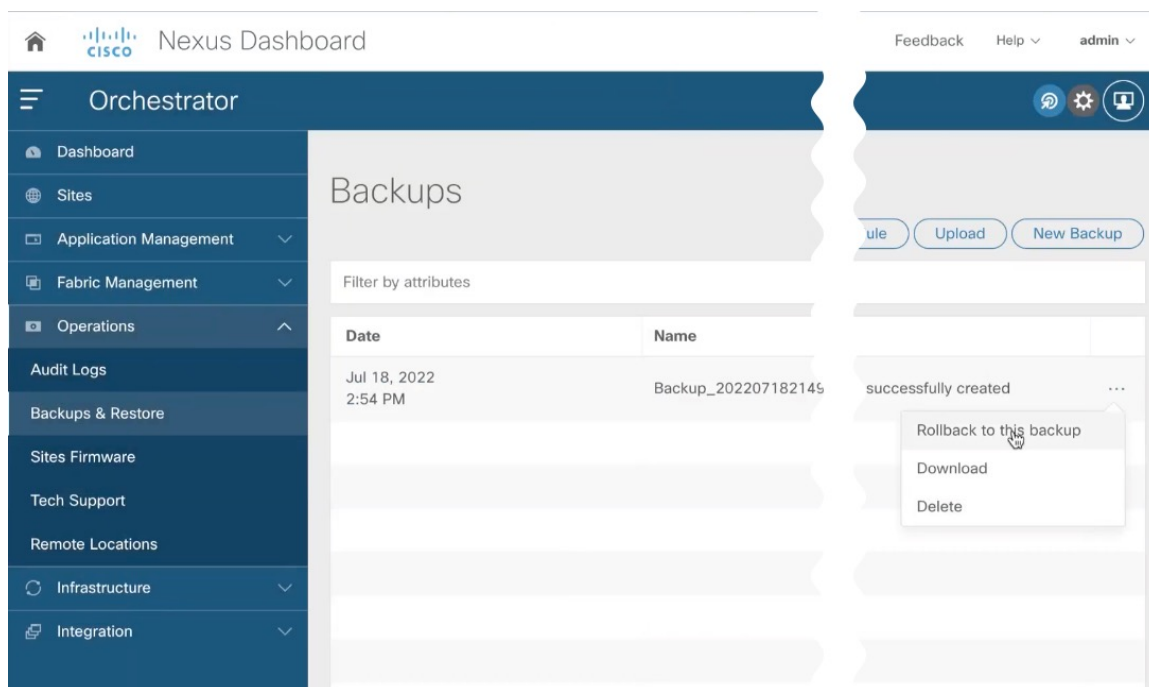 cisco Nexus Dashboard Feedback Help admin
Orchestrator
Dashboard
Sites
Application Management
Fabric Management
Operations
Audit Logs
Backups & Restore
Sites Firmware
Tech Support
Remote Locations
Infrastructure
Integration
Backups
ule Upload New Backup
Filter by attributes
Date Name
Jul 18, 2022
2:54 PM
Backup_202207182149 successfully created ...
Rollback to this backup
Download
Delete